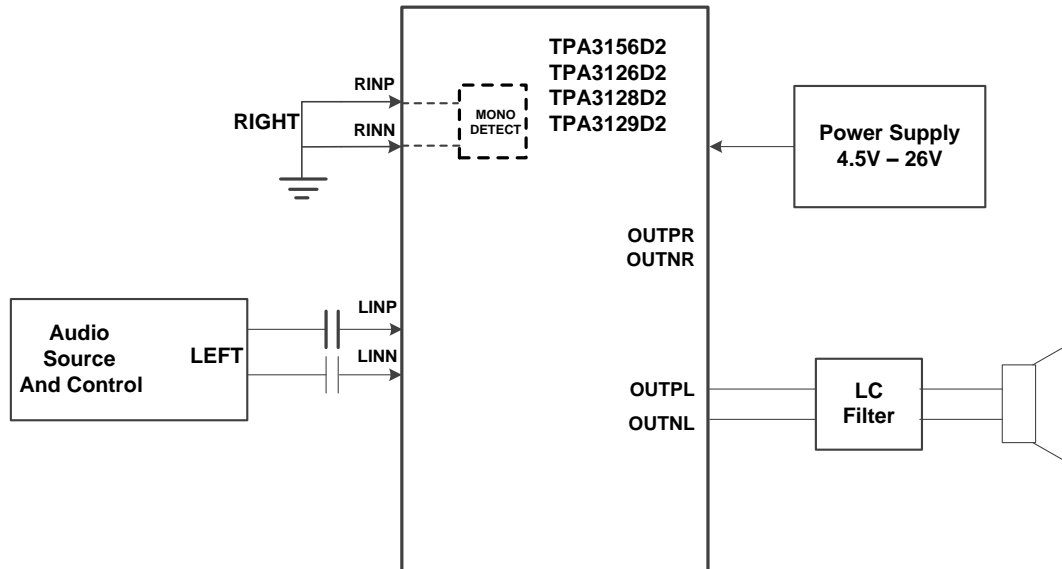 TPA3156D2
TPA3126D2
TPA3128D2
TPA3129D2
RINP
RIGHT
RINN
MONO
DETECT
Power Supply
4.5V – 26V
OUTPR
OUTNR
LINP
LINN
Audio
Source
And Control
LEFT
OUTPL
OUTNL
LC
Filter